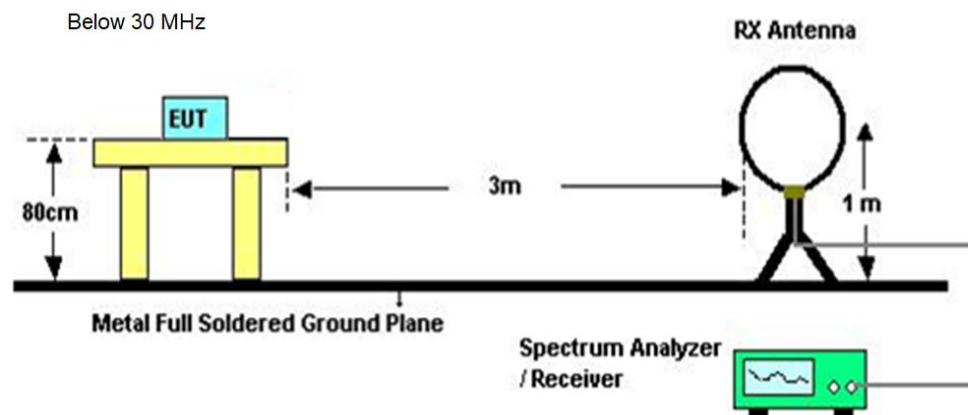 Below 30 MHz
RX Antenna
EUT
80cm
3m
1 m
Metal Full Soldered Ground Plane
Spectrum Analyzer
/ Receiver